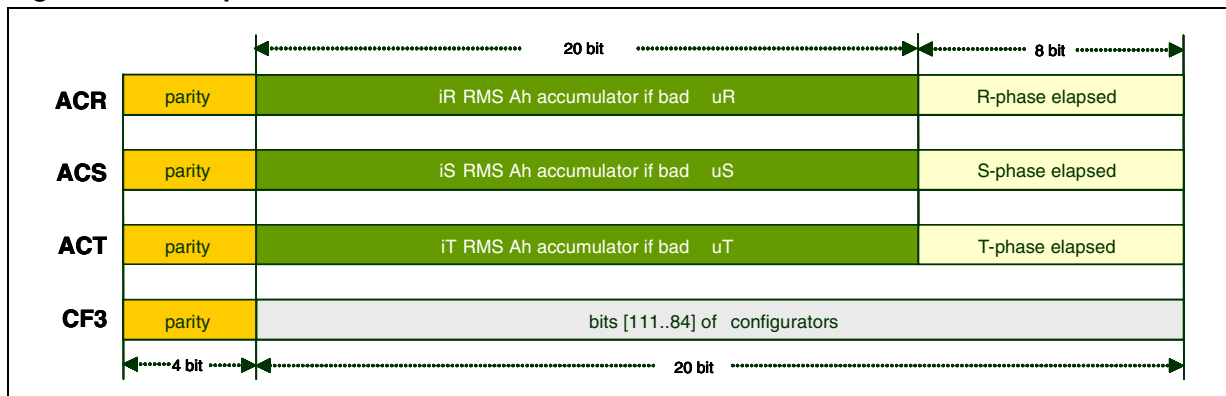 20 bit 8 bit
ACR parity iR RMS Ah accumulator if bad uR R-phase elapsed
ACS parity iS RMS Ah accumulator if bad uS S-phase elapsed
ACT parity iT RMS Ah accumulator if bad uT T-phase elapsed
CF3 parity bits [111..84] of configurators
4 bit 20 bit